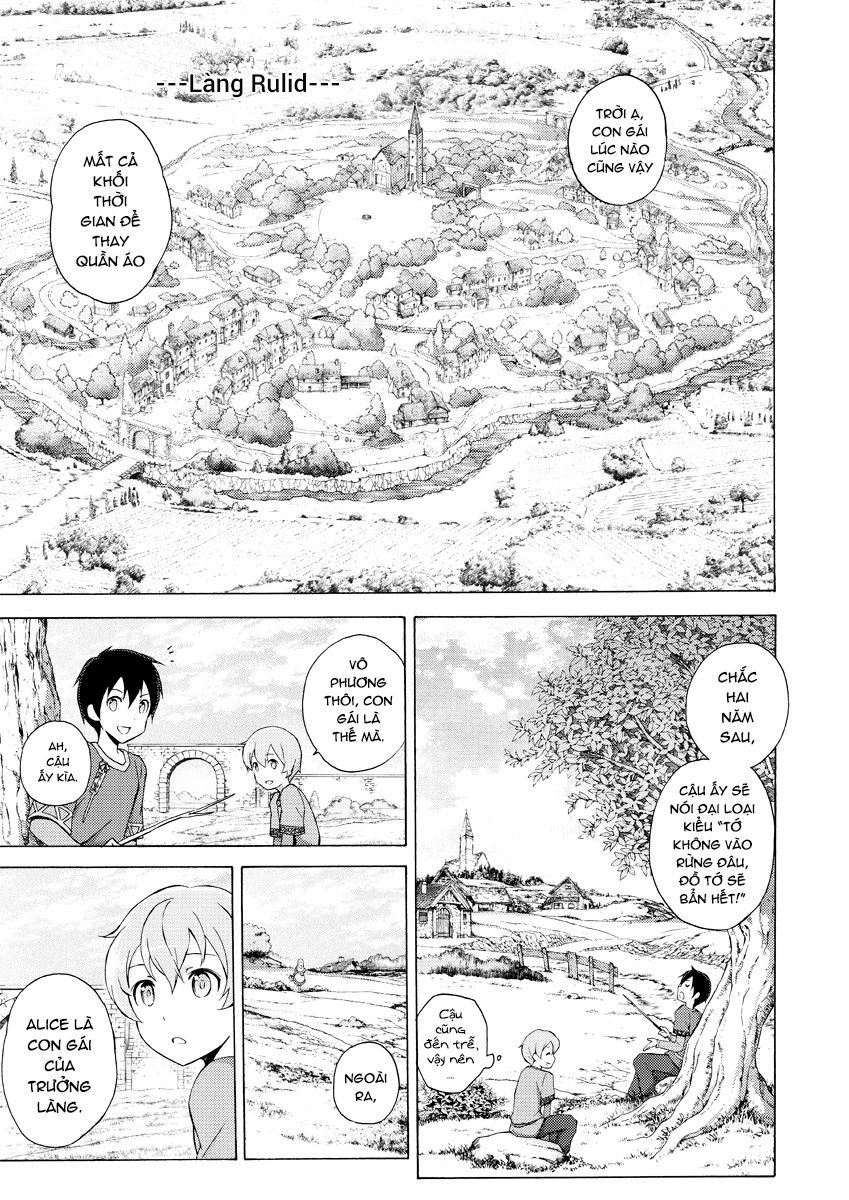 ---Làng Rulid---
TRỜI Ạ,
CON GÁI
LÚC NÀO
CŨNG VẬY
MẤT CẢ
KHỐI
THỜI
GIAN ĐỂ
THAY
QUẦN ÁO
CHẮC
HAI
NĂM
SAU,
CẬU ẤY SẼ
NÓI ĐẠI LOẠI
KIỂU "TỚ
KHÔNG VÀO
RỪNG ĐÂU,
ĐỒ TỚ SẼ
BẨN HẾT!"
Cậu
cũng
đến trễ,
vậy nên
...
VÔ
PHƯƠNG
THÔI, CON
GÁI LÀ
THẾ MÀ.
AH,
CẬU
ẤY KÌA.
NGOÀI
RA,
ALICE LÀ
CON GÁI
CỦA
TRƯỞNG
LÀNG.